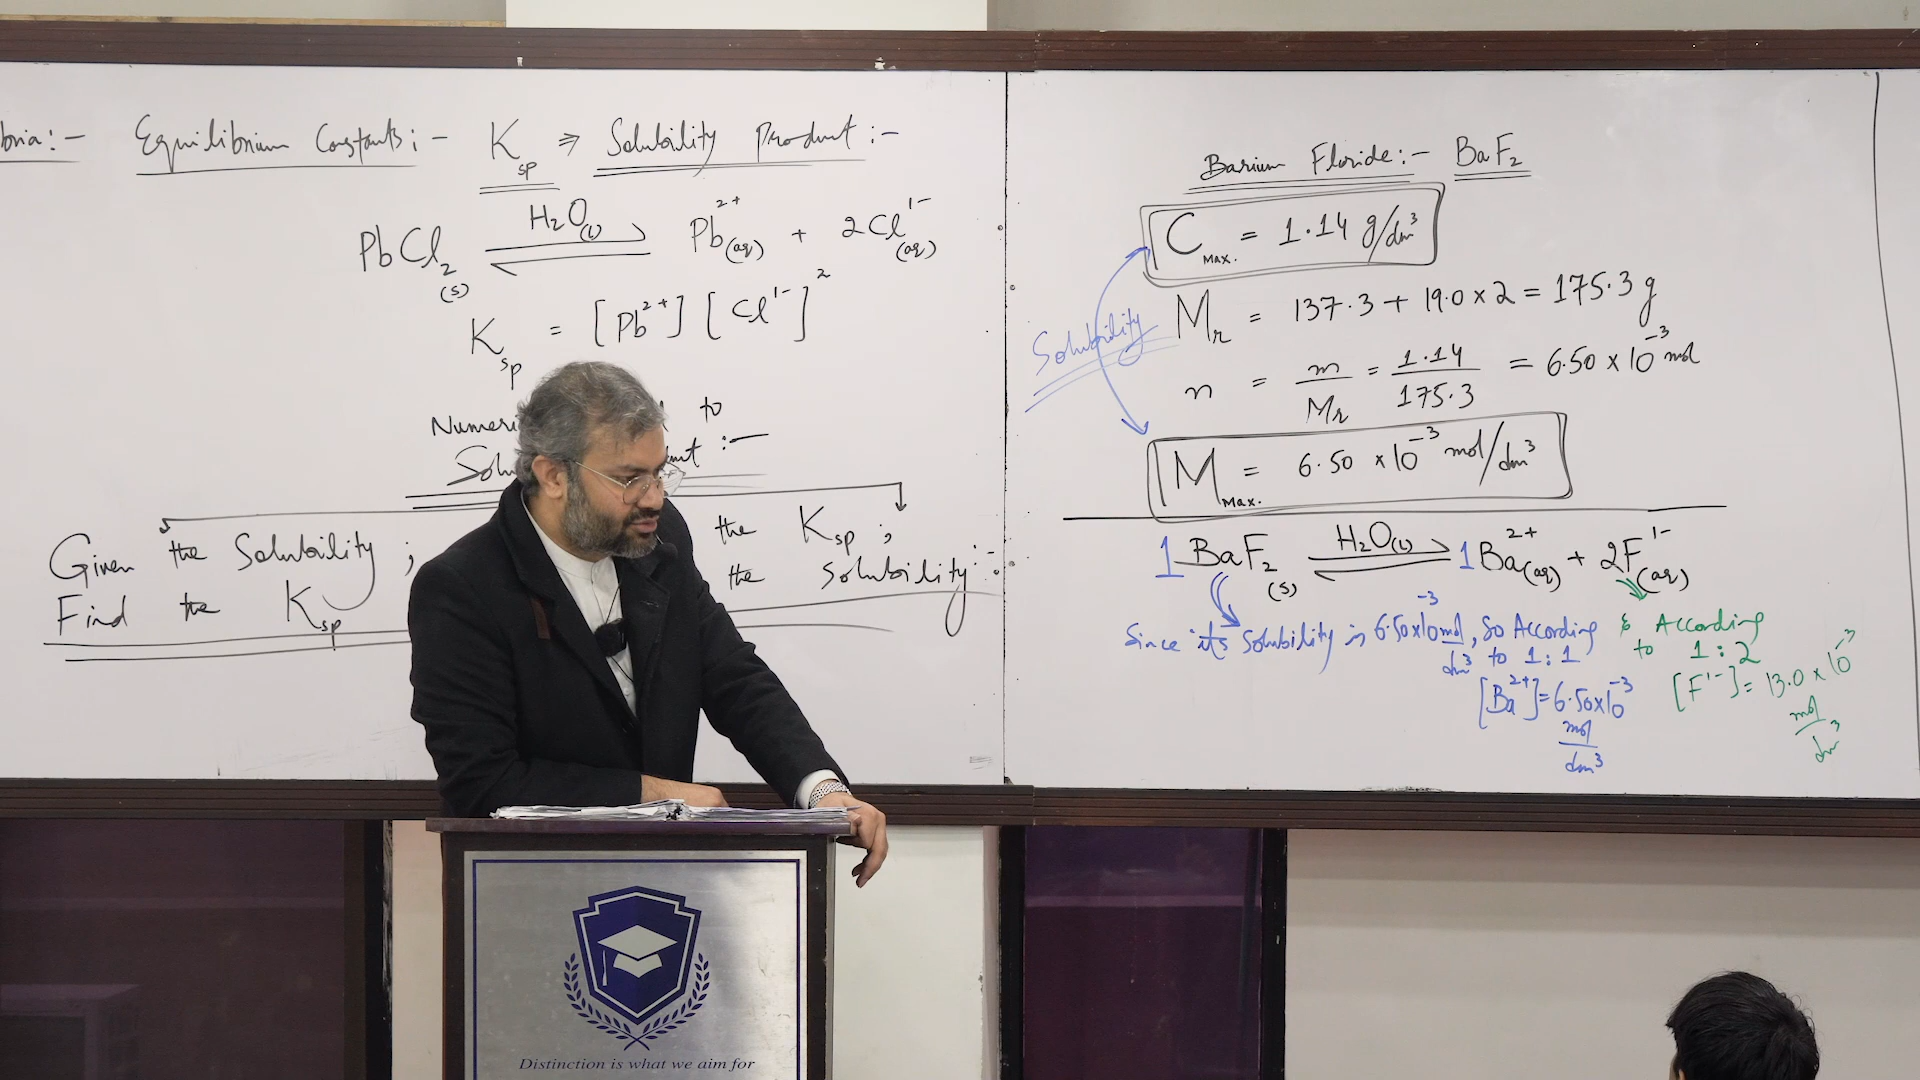 Equilibrium Constants:- Ksp ⇒ Solubility Product:-
PbCl₂(s) ⇌ H₂O(l) Pb²⁺(aq) + 2Cl¹⁻(aq)
Ksp = [Pb²⁺] [Cl¹⁻]²
to
:-
Given the Solubility ;
Find the Ksp
the Ksp ;
the solubility:-
Barium Floride:- BaF₂
Cmax. = 1.14 g/dm³
Solubility
Mr = 137.3 + 19.0 x 2 = 175.3 g
n = m/Mr = 1.14/175.3 = 6.50 x 10⁻³ mol
Mmax. = 6.50 x 10⁻³ mol/dm³
1 BaF₂(s) ⇌ H₂O(l) 1Ba²⁺(aq) + 2F¹⁻(aq)
Since its Solubility is 6.50x10⁻³ mol/dm³, So According to 1:1
[Ba²⁺] = 6.50x10⁻³ mol/dm³
& According
to 1:2
[F¹⁻] = 13.0 x 10⁻³ mol/dm³
Distinction is what we aim for